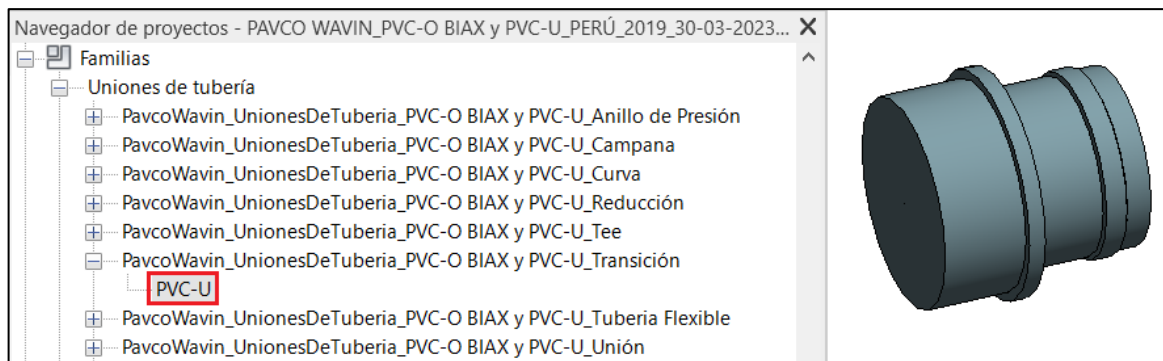 Navegador de proyectos - PAVCO WAVIN_PVC-O BIAX y PVC-U_PERÚ_2019_30-03-2023...
Familias
Uniones de tubería
PavcoWavin_UnionesDeTuberia_PVC-O BIAX y PVC-U_Anillo de Presión
PavcoWavin_UnionesDeTuberia_PVC-O BIAX y PVC-U_Campana
PavcoWavin_UnionesDeTuberia_PVC-O BIAX y PVC-U_Curva
PavcoWavin_UnionesDeTuberia_PVC-O BIAX y PVC-U_Reducción
PavcoWavin_UnionesDeTuberia_PVC-O BIAX y PVC-U_Tee
PavcoWavin_UnionesDeTuberia_PVC-O BIAX y PVC-U_Transición
PVC-U
PavcoWavin_UnionesDeTuberia_PVC-O BIAX y PVC-U_Tuberia Flexible
PavcoWavin_UnionesDeTuberia_PVC-O BIAX y PVC-U_Unión